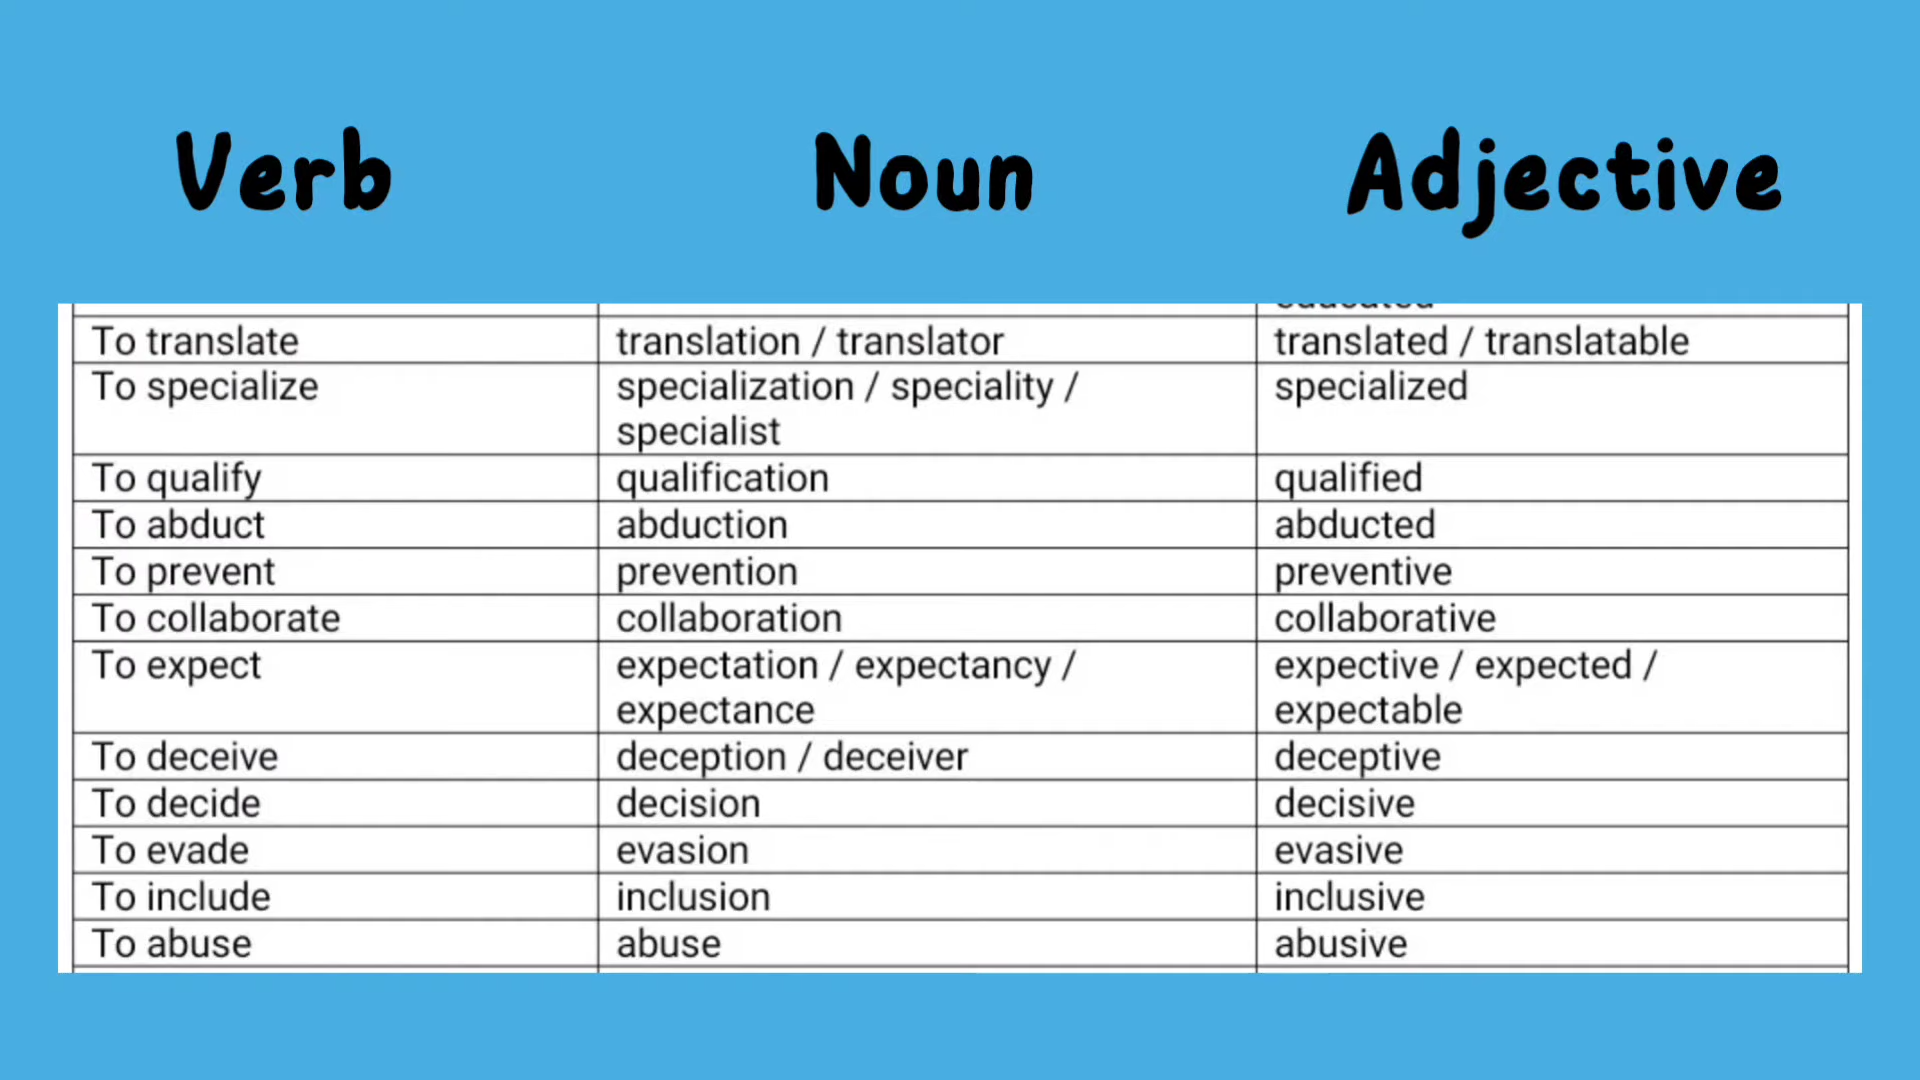 Verb Noun Adjective
To translate translation / translator translated / translatable
To specialize specialization / speciality / specialized
specialist
To qualify qualification qualified
To abduct abduction abducted
To prevent prevention preventive
To collaborate collaboration collaborative
To expect expectation / expectancy / expective / expected /
expectance expectable
To deceive deception / deceiver deceptive
To decide decision decisive
To evade evasion evasive
To include inclusion inclusive
To abuse abuse abusive